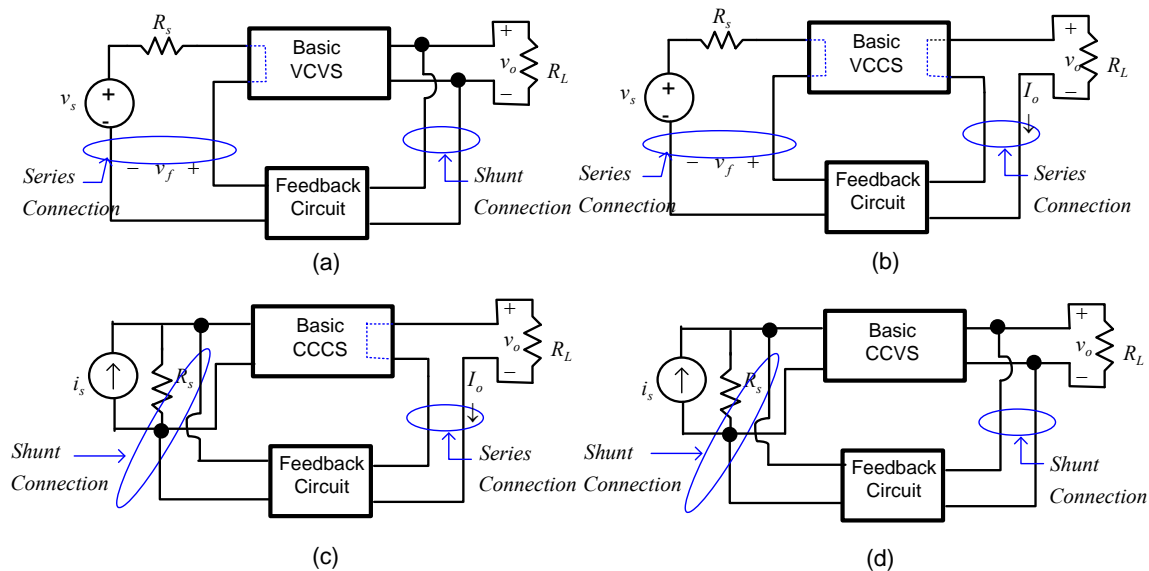 R_s
Basic
VCVS
+
v_o
−
R_L
v_s
+
-
− v_f +
Series
Connection
Feedback
Circuit
Shunt
Connection
(a)
R_s
Basic
VCCS
+
v_o
−
R_L
I_o
↓
v_s
+
-
− v_f +
Series
Connection
Feedback
Circuit
Series
Connection
(b)
Basic
CCCS
+
v_o
−
R_L
I_o
↓
i_s
R_s
Shunt
Connection
Feedback
Circuit
Series
Connection
(c)
Basic
CCVS
+
v_o
−
R_L
i_s
R_s
Shunt
Connection
Feedback
Circuit
Shunt
Connection
(d)